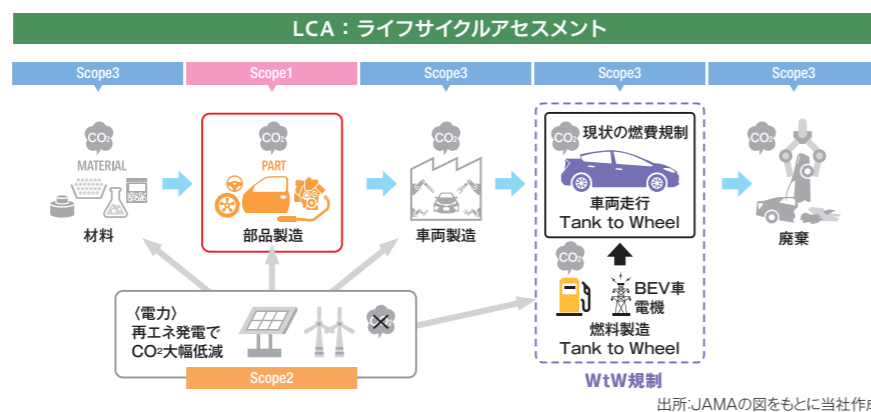 LCA：ライフサイクルアセスメント
Scope3
Scope1
Scope3
Scope3
Scope3
CO2
MATERIAL
材料
CO2
PART
部品製造
CO2
車両製造
CO2
現状の燃費規制
車両走行
Tank to Wheel
CO2
BEV車
電機
燃料製造
Tank to Wheel
WtW規制
CO2
廃棄
〈電力〉
再エネ発電で
CO2大幅低減
CO2
Scope2
出所:JAMAの図をもとに当社作成